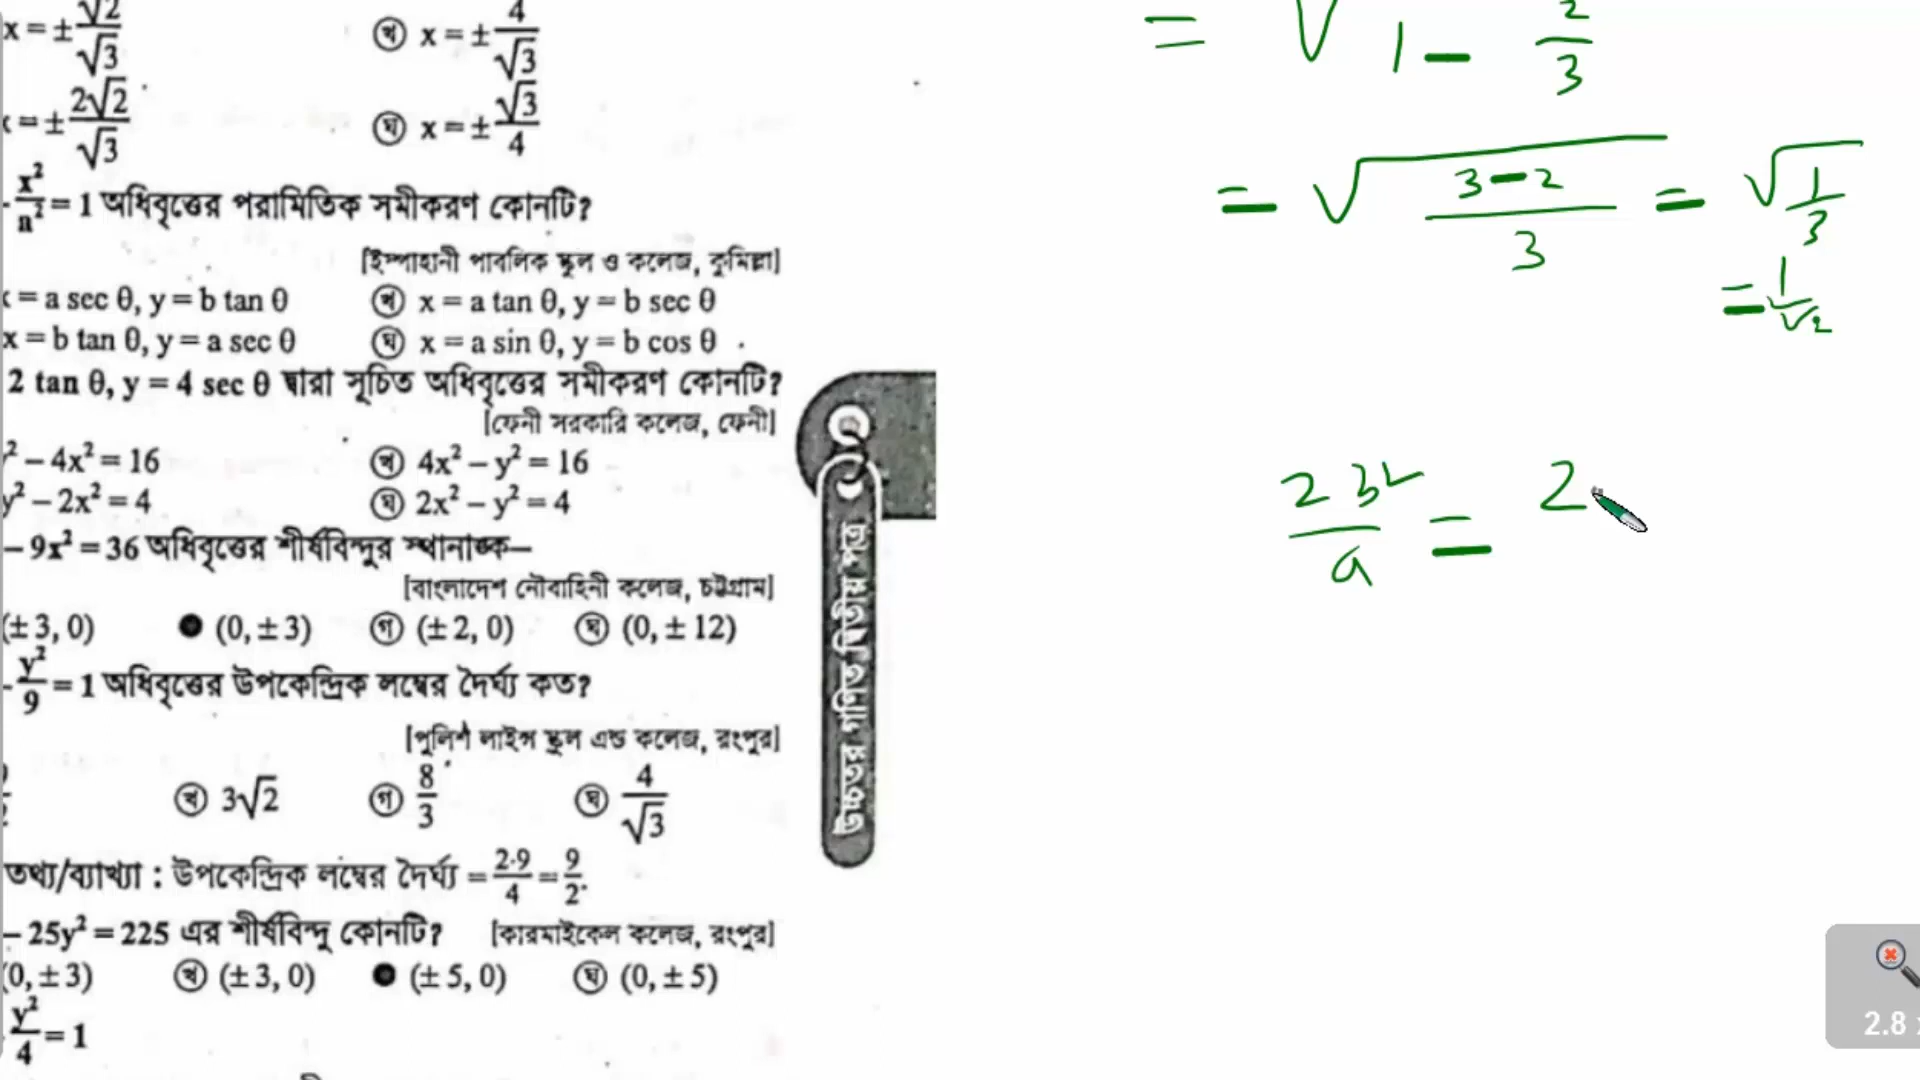 x = ± √2/√3
(খ) x = ± 4/√3
x = ± 2√2/√3
(ঘ) x = ± √3/4
- x²/a² = 1 অধিবৃত্তের পরামিতিক সমীকরণ কোনটি?
[ইস্পাহানী পাবলিক স্কুল ও কলেজ, কুমিল্লা]
x = a sec θ, y = b tan θ (খ) x = a tan θ, y = b sec θ
x = b tan θ, y = a sec θ (ঘ) x = a sin θ, y = b cos θ
2 tan θ, y = 4 sec θ দ্বারা সূচিত অধিবৃত্তের সমীকরণ কোনটি?
[ফেনী সরকারি কলেজ, ফেনী]
² – 4x² = 16 (খ) 4x² – y² = 16
y² – 2x² = 4 (ঘ) 2x² – y² = 4
– 9x² = 36 অধিবৃত্তের শীর্ষবিন্দুর স্থানাঙ্ক–
[বাংলাদেশ নৌবাহিনী কলেজ, চট্টগ্রাম]
(± 3, 0) ● (0, ± 3) (গ) (± 2, 0) (ঘ) (0, ± 12)
- y²/9 = 1 অধিবৃত্তের উপকেন্দ্রিক লম্বের দৈর্ঘ্য কত?
[পুলিশ লাইন্স স্কুল এন্ড কলেজ, রংপুর]
(খ) 3√2 (গ) 8/3 (ঘ) 4/√3
তথ্য/ব্যাখ্যা : উপকেন্দ্রিক লম্বের দৈর্ঘ্য = 2·9/4 = 9/2.
– 25y² = 225 এর শীর্ষবিন্দু কোনটি? [কারমাইকেল কলেজ, রংপুর]
(0, ± 3) (খ) (± 3, 0) ● (± 5, 0) (ঘ) (0, ± 5)
y²/4 = 1
উচ্চতর গণিত দ্বিতীয় পত্র
= √ 1 – 2/3
= √ 3 – 2/3 = √ 1/3
= 1/√2
2 3²/a = 2
2.8